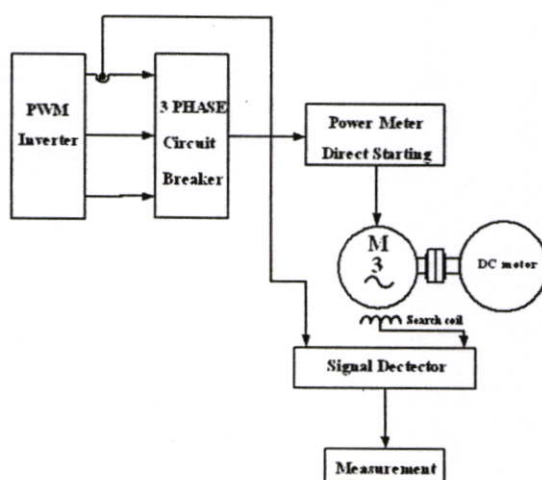 PWM
Inverter
3 PHASE
Circuit
Breaker
Power Meter
Direct Starting
M
3
DC motor
Search coil
Signal Dectector
Measurement